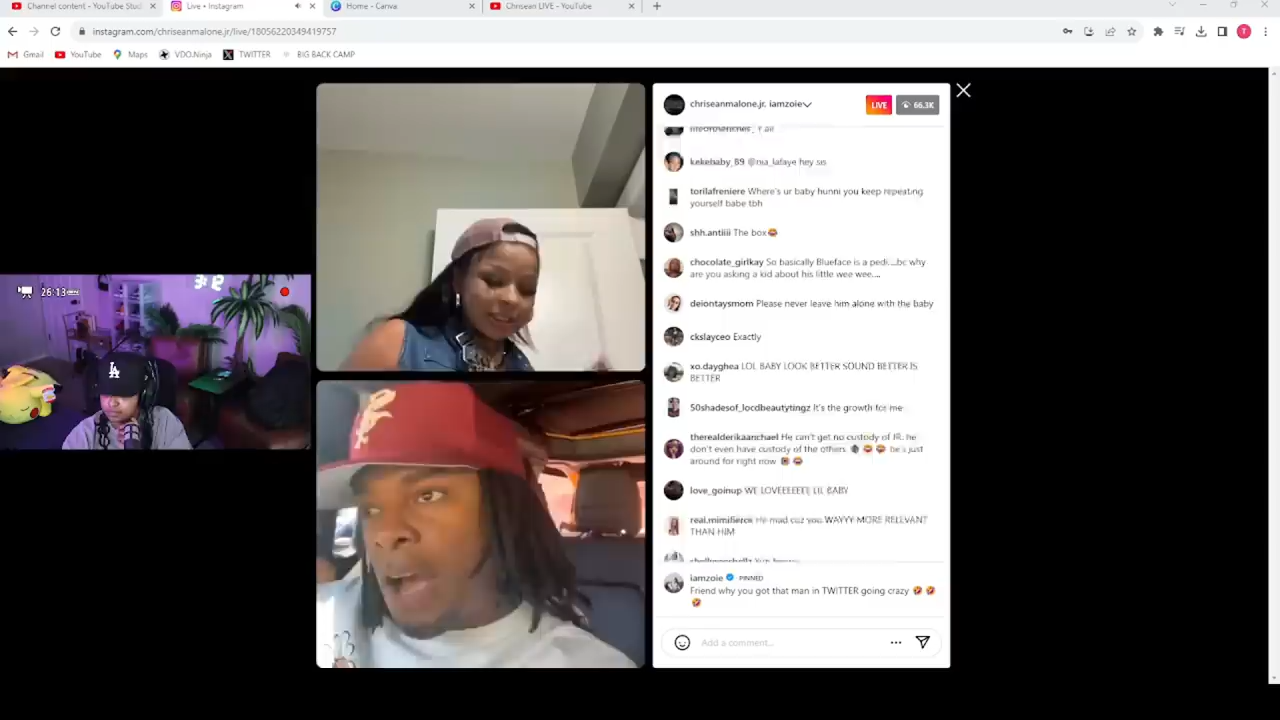 Channel content - YouTube Stud
Live • Instagram
Home - Canva
Chrisean LIVE - YouTube
instagram.com/chriseanmalone.jr/live/18056220349419757
T
Gmail
YouTube
Maps
VDO.Ninja
TWITTER
BIG BACK CAMP
chriseanmalone.jr, iamzoie
LIVE
66.3K
Y'all
kekebaby_89 @nia_lafaye hey sis
torilafreniere Where's ur baby hunni you keep repeating
yourself babe tbh
shh.antiiii The box😂
chocolate_girlkay So basically Blueface is a pedi....bc why
are you asking a kid about his little wee wee....
deiontaysmom Please never leave him alone with the baby
ckslayceo Exactly
xo.dayghea LOL BABY LOOK BETTER SOUND BETTER IS
BETTER
50shadesof_locdbeautytingz It's the growth for me
therealderikaanchael He can't get no custody of JR. he
don't even have custody of the others
around for right now
love_goinup WE LOVEEEEEEE LIL BABY
real.mimifierce He mad cuz you WAYYY MORE RELEVANT
THAN HIM
iamzoie PINNED
Friend why you got that man in TWITTER going crazy 🤣 🤣
🤣
Add a comment...
26:13
LA